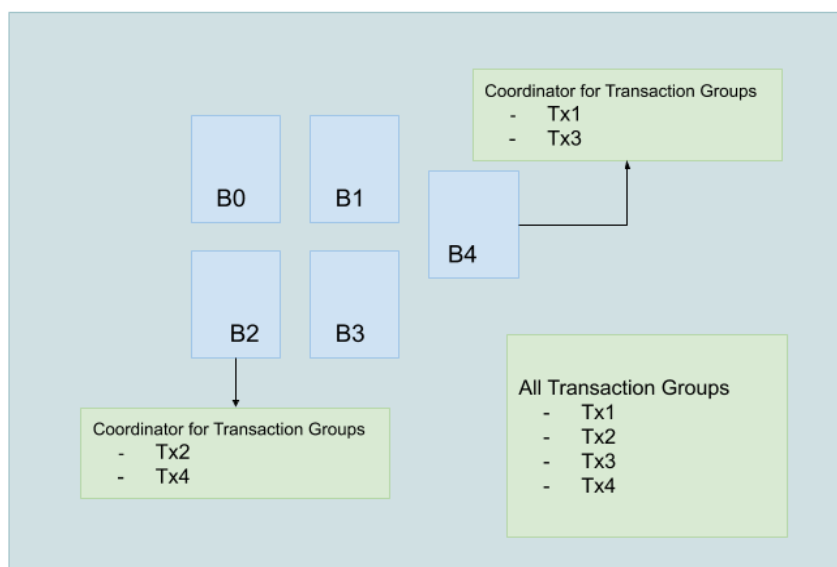 Coordinator for Transaction Groups
- Tx1
- Tx3
B0
B1
B4
B2
B3
Coordinator for Transaction Groups
- Tx2
- Tx4
All Transaction Groups
- Tx1
- Tx2
- Tx3
- Tx4